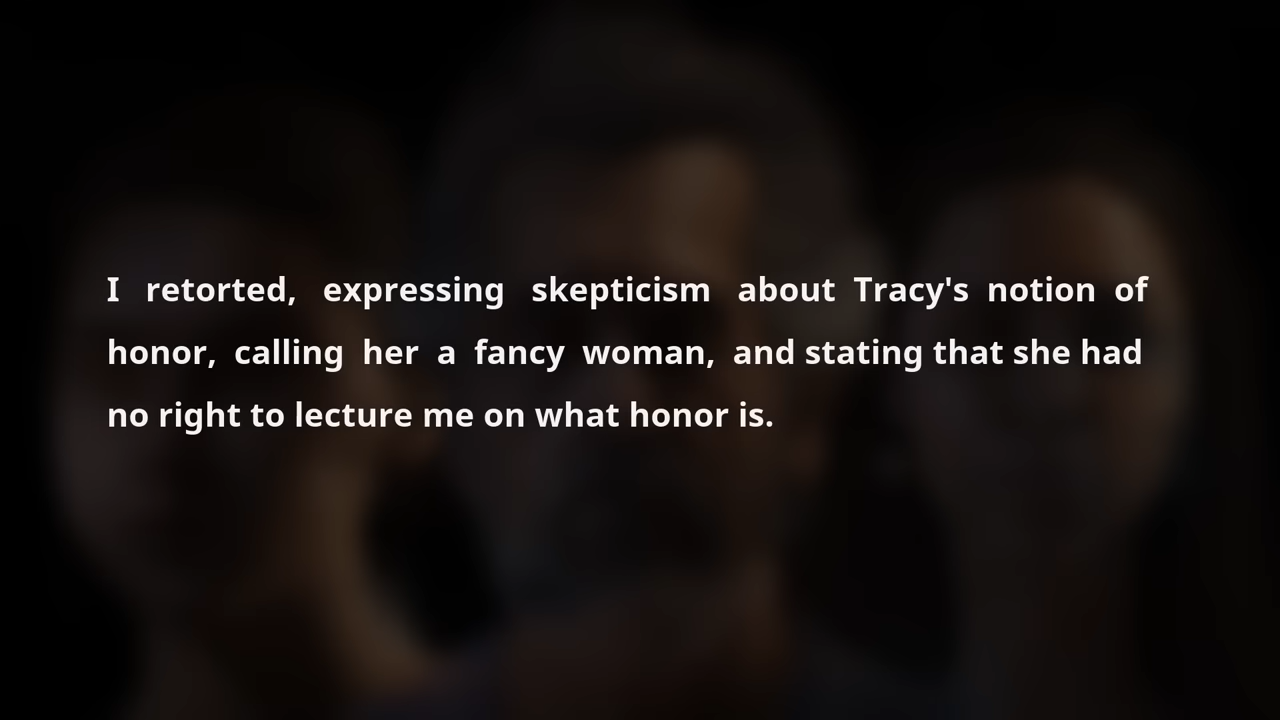 I retorted, expressing skepticism about Tracy's notion of
honor, calling her a fancy woman, and stating that she had
no right to lecture me on what honor is.